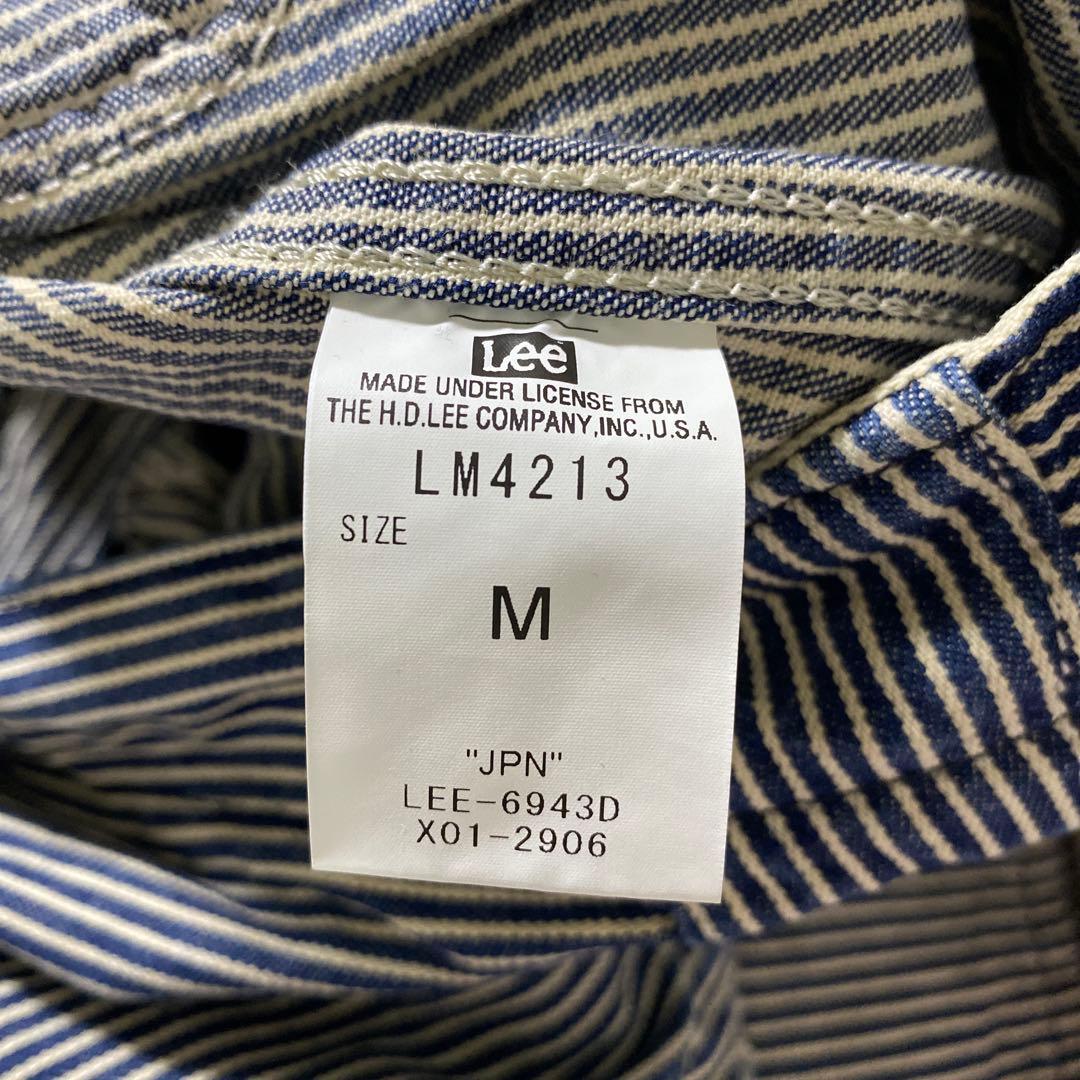 Lee
MADE UNDER LICENSE FROM
THE H.D.LEE COMPANY,INC.,U.S.A.
LM4213
SIZE
M
"JPN"
LEE-6943D
X01-2906